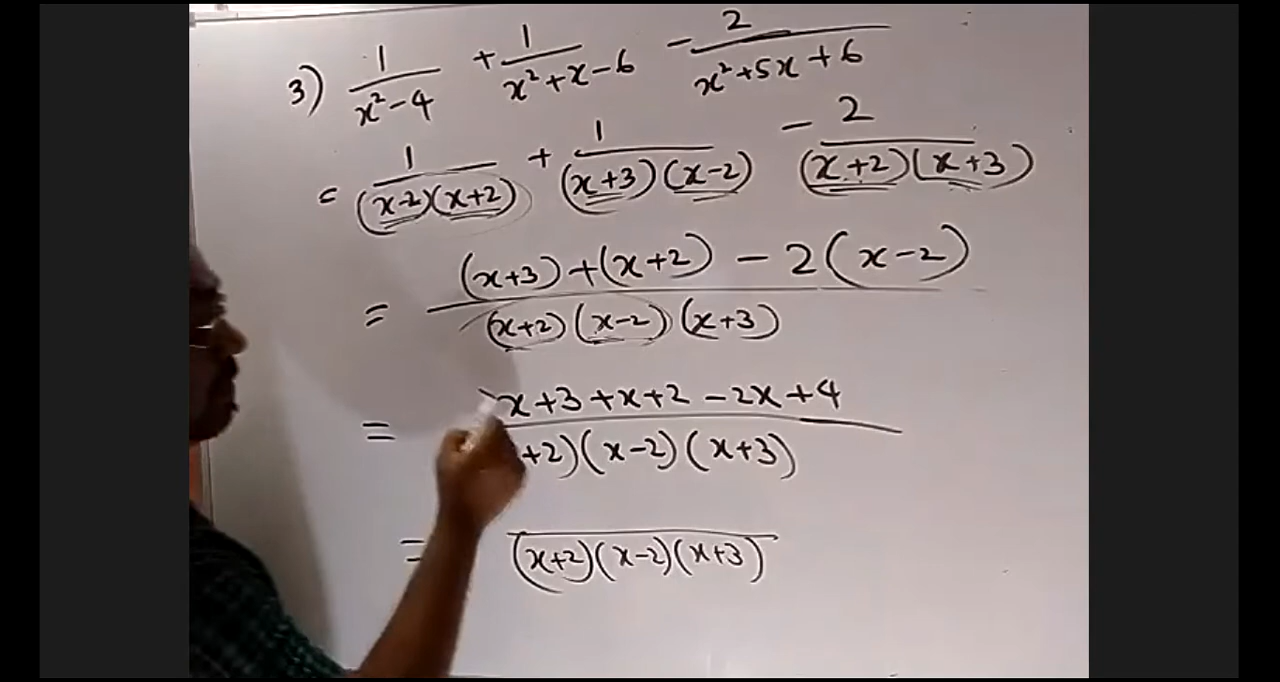 3) 1/(x²-4) + 1/(x²+x-6) - 2/(x²+5x+6)
= 1/((x-2)(x+2)) + 1/((x+3)(x-2)) - 2/((x+2)(x+3))
= ((x+3)+(x+2) - 2(x-2))/((x+2)(x-2)(x+3))
= (x+3+x+2-2x+4)/(+2)(x-2)(x+3)
= /((x+2)(x-2)(x+3))